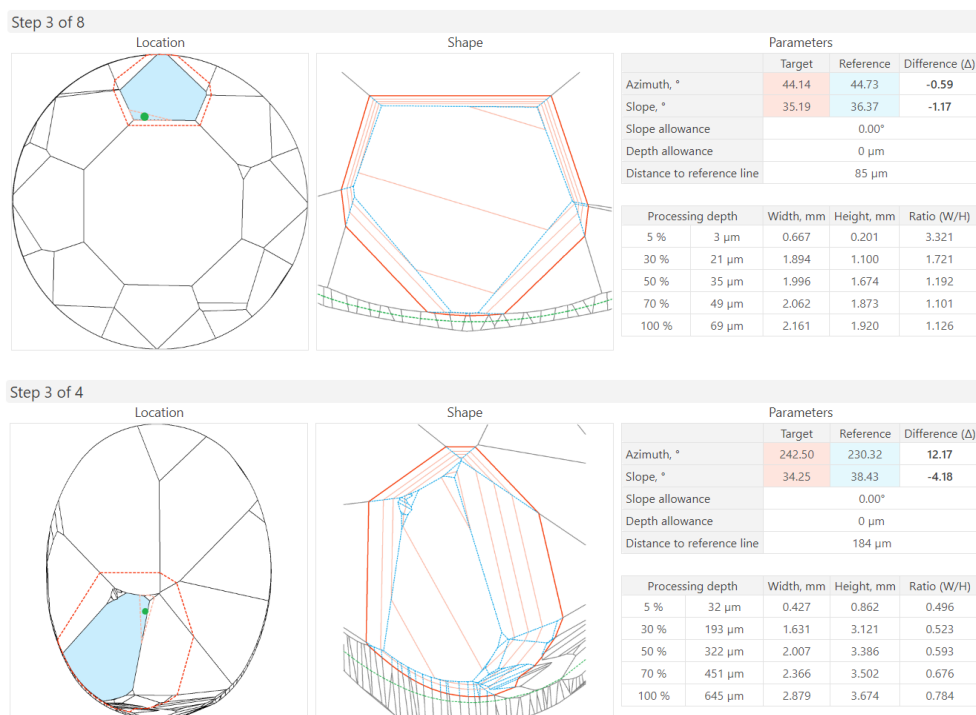 Step 3 of 8
Location Shape Parameters
Target Reference Difference (Δ)
Azimuth, ° 44.14 44.73 -0.59
Slope, ° 35.19 36.37 -1.17
Slope allowance 0.00°
Depth allowance 0 µm
Distance to reference line 85 µm
Processing depth Width, mm Height, mm Ratio (W/H)
5 % 3 µm 0.667 0.201 3.321
30 % 21 µm 1.894 1.100 1.721
50 % 35 µm 1.996 1.674 1.192
70 % 49 µm 2.062 1.873 1.101
100 % 69 µm 2.161 1.920 1.126
Step 3 of 4
Location Shape Parameters
Target Reference Difference (Δ)
Azimuth, ° 242.50 230.32 12.17
Slope, ° 34.25 38.43 -4.18
Slope allowance 0.00°
Depth allowance 0 µm
Distance to reference line 184 µm
Processing depth Width, mm Height, mm Ratio (W/H)
5 % 32 µm 0.427 0.862 0.496
30 % 193 µm 1.631 3.121 0.523
50 % 322 µm 2.007 3.386 0.593
70 % 451 µm 2.366 3.502 0.676
100 % 645 µm 2.879 3.674 0.784